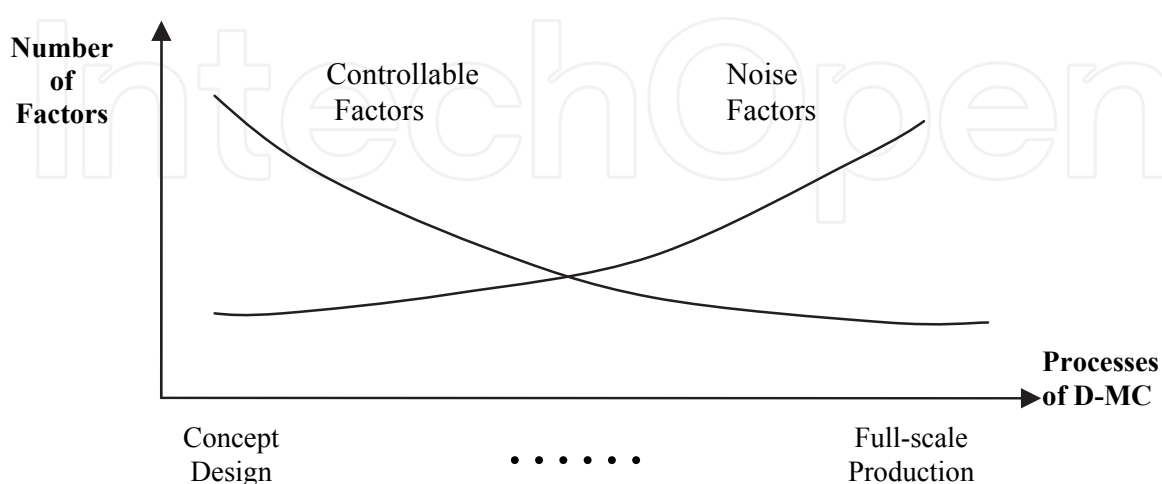 IntechOpen
Number
of
Factors
Controllable
Factors
Noise
Factors
Processes
of D-MC
Concept
Design
......
Full-scale
Production